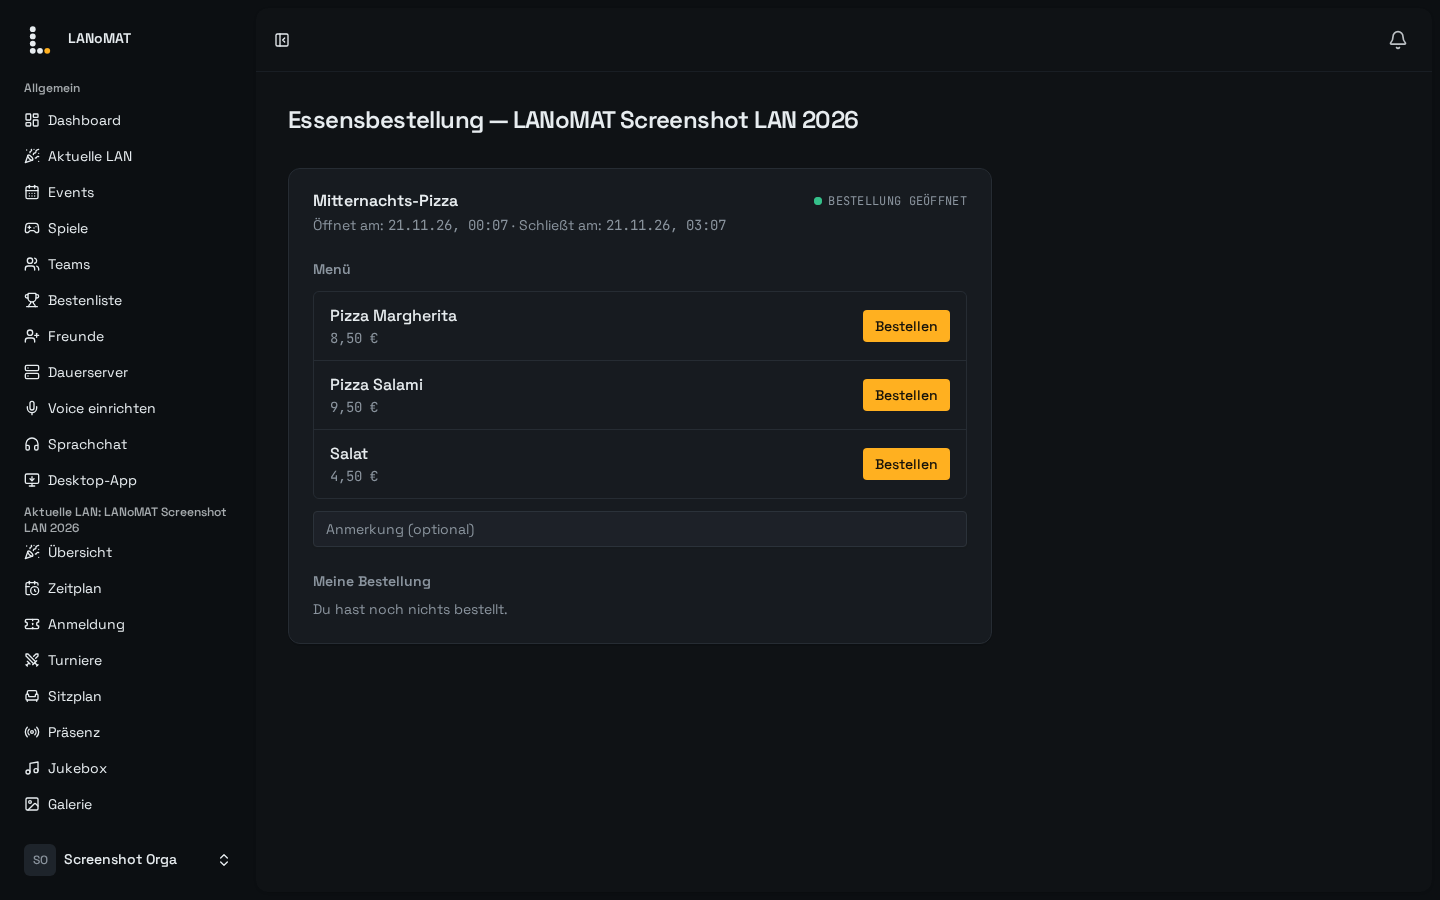 LANoMAT
Allgemein
Dashboard
Aktuelle LAN
Events
Spiele
Teams
Bestenliste
Freunde
Dauerserver
Voice einrichten
Sprachchat
Desktop-App
Aktuelle LAN: LANoMAT Screenshot
LAN 2026
Übersicht
Zeitplan
Anmeldung
Turniere
Sitzplan
Präsenz
Jukebox
Galerie
SO
Screenshot Orga
Essensbestellung — LANoMAT Screenshot LAN 2026
Mitternachts-Pizza
BESTELLUNG GEÖFFNET
Öffnet am: 21.11.26, 00:07 · Schließt am: 21.11.26, 03:07
Menü
Pizza Margherita
8,50 €
Bestellen
Pizza Salami
9,50 €
Bestellen
Salat
4,50 €
Bestellen
Anmerkung (optional)
Meine Bestellung
Du hast noch nichts bestellt.